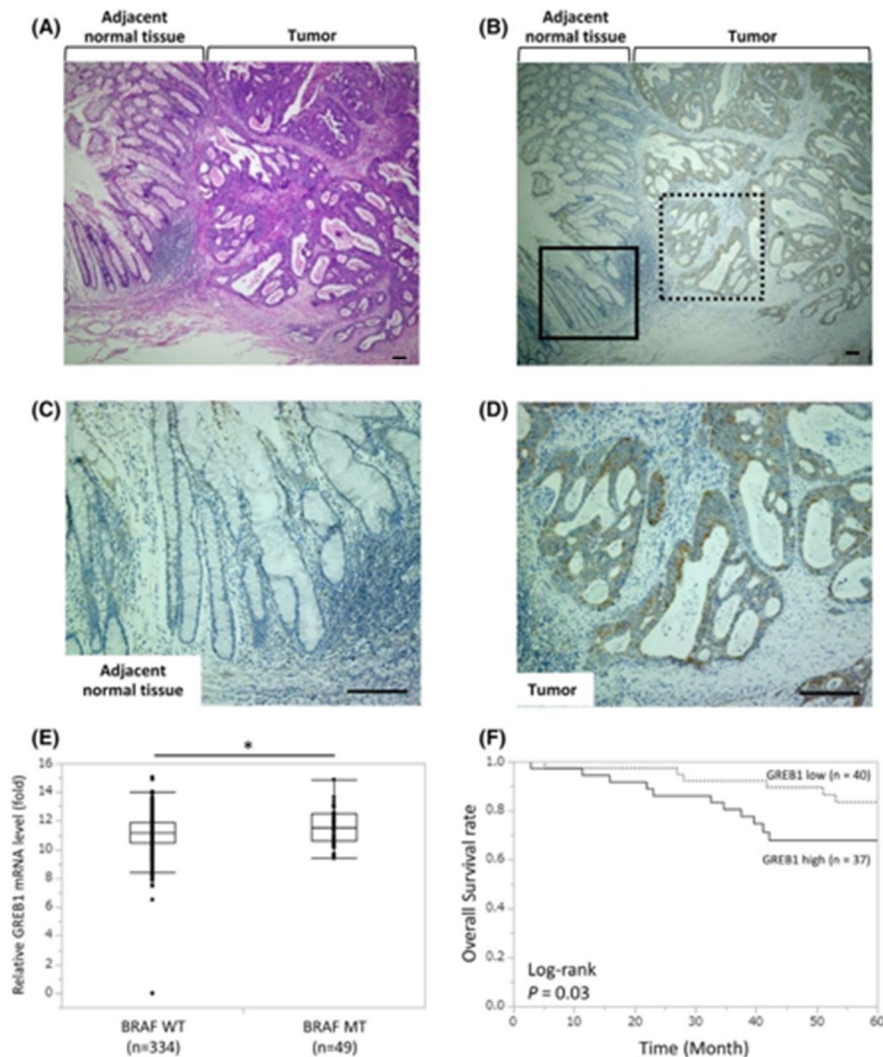 (A)
Adjacent
normal tissue
Tumor
(B)
Adjacent
normal tissue
Tumor
(C)
Adjacent
normal tissue
(D)
Tumor
(E)
*
Relative GREB1 mRNA level (fold)
16
14
12
10
8
6
4
2
0
BRAF WT
(n=334)
BRAF MT
(n=49)
(F)
Overall Survival rate
1.0
0.8
0.6
0.4
0.2
0.0
GREB1 low (n = 40)
GREB1 high (n = 37)
Log-rank
P = 0.03
0 10 20 30 40 50 60
Time (Month)